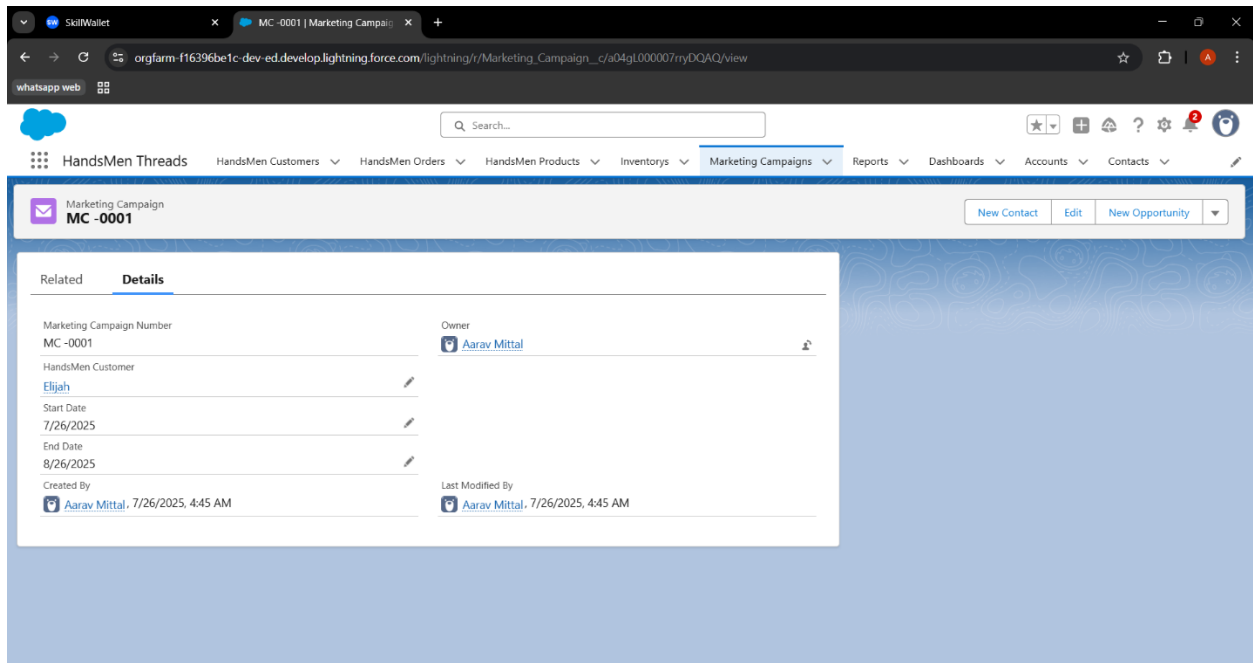 SkillWallet
MC -0001 | Marketing Campaig
orgfarm-f16396be1c-dev-ed.develop.lightning.force.com/lightning/r/Marketing_Campaign__c/a04gL000007rryDQAQ/view
A
whatsapp web
Search...
2
HandsMen Threads HandsMen Customers HandsMen Orders HandsMen Products Inventorys Marketing Campaigns Reports Dashboards Accounts Contacts
Marketing Campaign
MC -0001
New Contact Edit New Opportunity
Related Details
Marketing Campaign Number Owner
MC -0001 Aarav Mittal
HandsMen Customer
Elijah
Start Date
7/26/2025
End Date
8/26/2025
Created By Last Modified By
Aarav Mittal, 7/26/2025, 4:45 AM Aarav Mittal, 7/26/2025, 4:45 AM